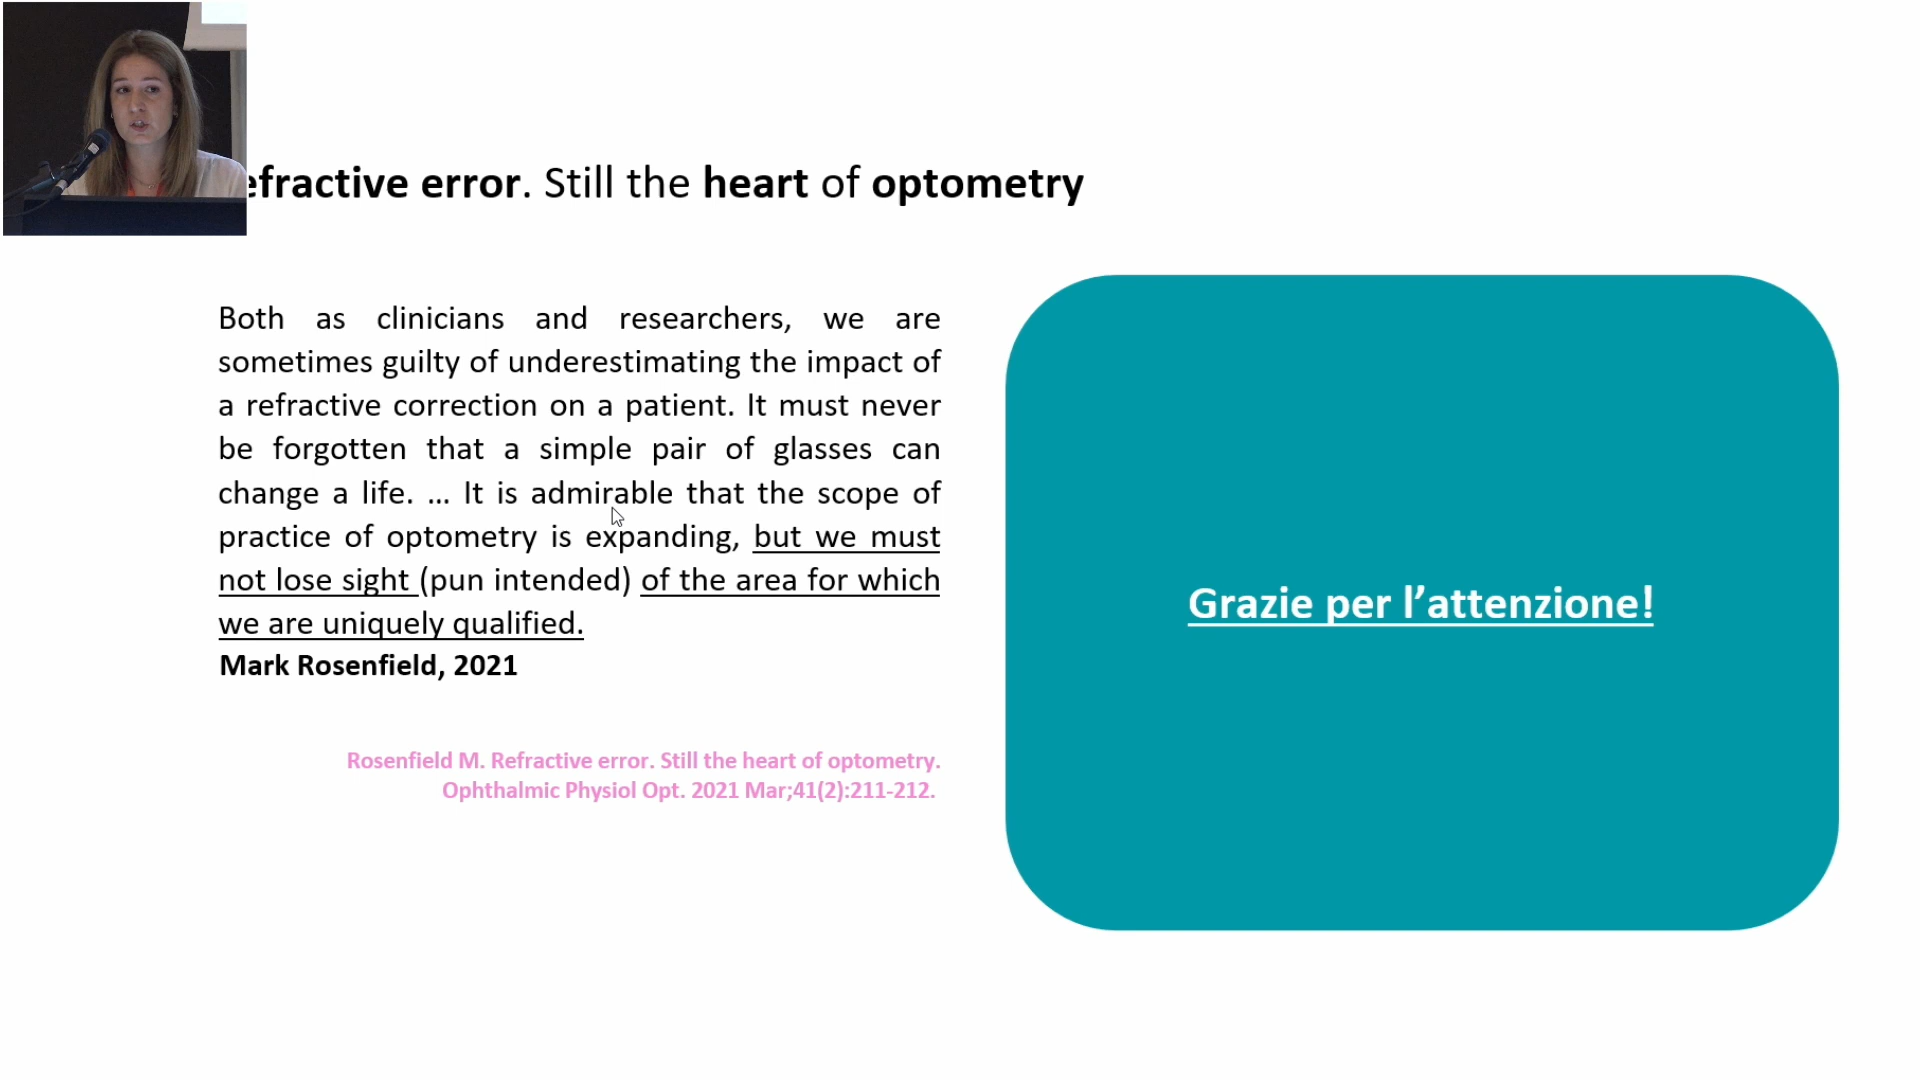 efractive error. Still the heart of optometry
Both as clinicians and researchers, we are
sometimes guilty of underestimating the impact of
a refractive correction on a patient. It must never
be forgotten that a simple pair of glasses can
change a life. ... It is admirable that the scope of
practice of optometry is expanding, but we must
not lose sight (pun intended) of the area for which
we are uniquely qualified.
Mark Rosenfield, 2021
Rosenfield M. Refractive error. Still the heart of optometry.
Ophthalmic Physiol Opt. 2021 Mar;41(2):211-212.
Grazie per l’attenzione!